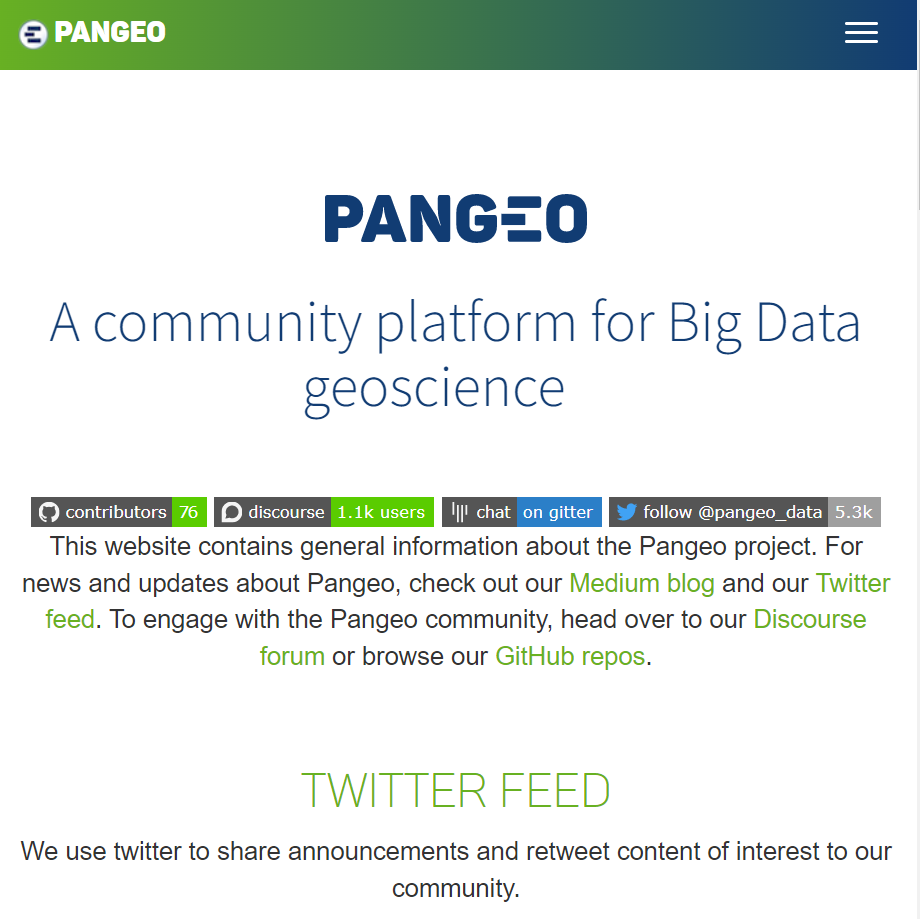 PANGEO
PANGEO
A community platform for Big Data
geoscience
contributors 76 discourse 1.1k users chat on gitter follow @pangeo_data 5.3k
This website contains general information about the Pangeo project. For
news and updates about Pangeo, check out our Medium blog and our Twitter
feed. To engage with the Pangeo community, head over to our Discourse
forum or browse our GitHub repos.
TWITTER FEED
We use twitter to share announcements and retweet content of interest to our
community.